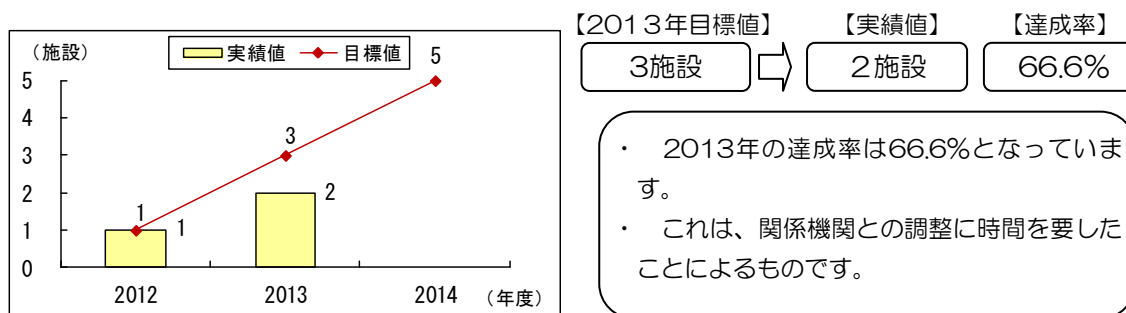 （施設）
実績値 目標値
5
4
3
2
1
0
1
1
3
2
5
2012 2013 2014 （年度）
【2013年目標値】 【実績値】 【達成率】
3施設 2施設 66.6%
・ 2013年の達成率は66.6%となっていま
す。
・ これは、関係機関との調整に時間を要した
ことによるものです。